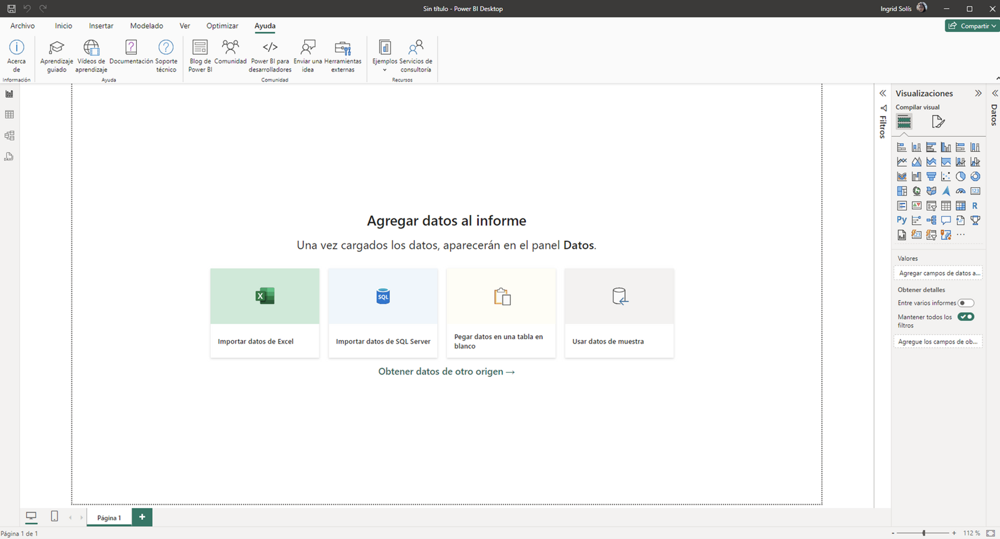 Sin título - Power BI Desktop
Ingrid Solís
Archivo
Inicio
Insertar
Modelado
Ver
Optimizar
Ayuda
Compartir
Acerca
de
Aprendizaje
guiado
Vídeos de
aprendizaje
Documentación
Soporte
técnico
Blog de
Power BI
Comunidad
Power BI para
desarrolladores
Enviar una
idea
Herramientas
externas
Ejemplos
Servicios de
consultoría
Información
Ayuda
Comunidad
Recursos
DAX
Agregar datos al informe
Una vez cargados los datos, aparecerán en el panel Datos.
X
SQL
Importar datos de Excel
Importar datos de SQL Server
Pegar datos en una tabla en
blanco
Usar datos de muestra
Obtener datos de otro origen →
Filtros
Visualizaciones
Compilar visual
123
R
Py
123
...
Valores
Agregar campos de datos a...
Obtener detalles
Entre varios informes
Mantener todos los
filtros
Agregue los campos de ob...
Datos
Página 1
+
Página 1 de 1
- + 112 %